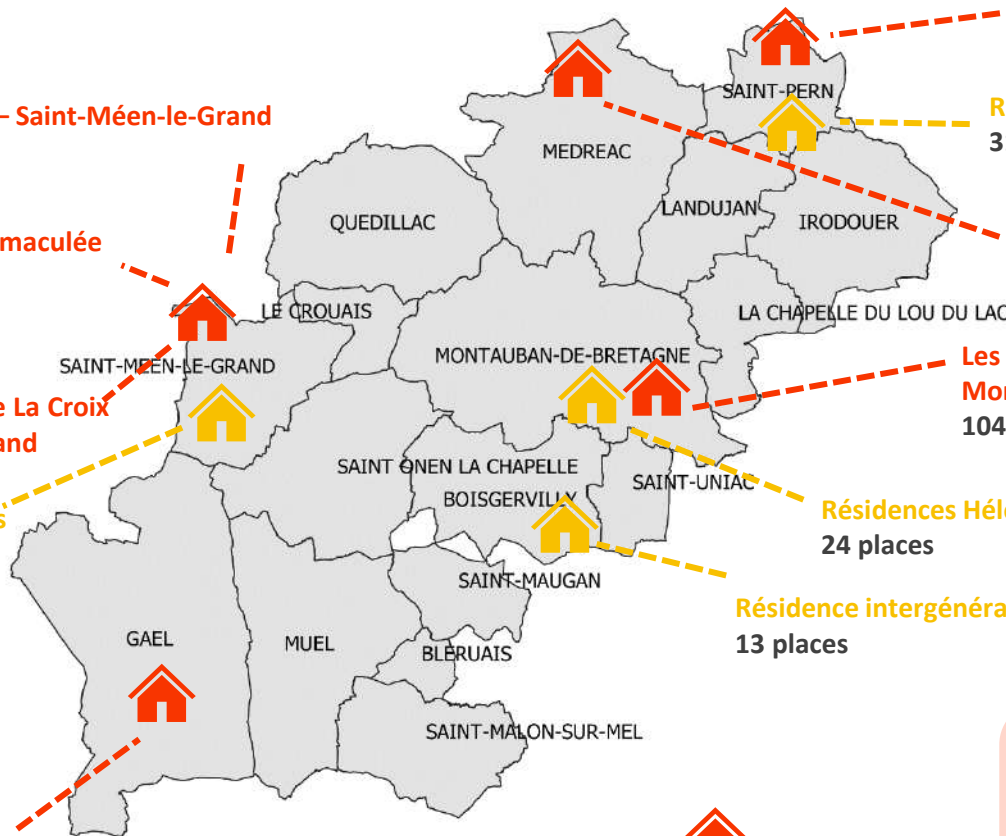 – Saint-Méen-le-Grand
SAINT-PERN
MEDREAC
LANDUJAN
IRODOUER
QUEDILLAC
maculée
LE CROUAIS
LA CHAPELLE DU LOU DU LAC
SAINT-MEEN-LE-GRAND
MONTAUBAN-DE-BRETAGNE
Les
Mon
104
La Croix
and
SAINT ONEN LA CHAPELLE
BOISGERVILLY
SAINT-UNIAC
Résidences Hél
24 places
SAINT-MAUGAN
Résidence intergénéra
13 places
GAEL
MUEL
BLERUAIS
SAINT-MALON-SUR-MEL
R
3
s